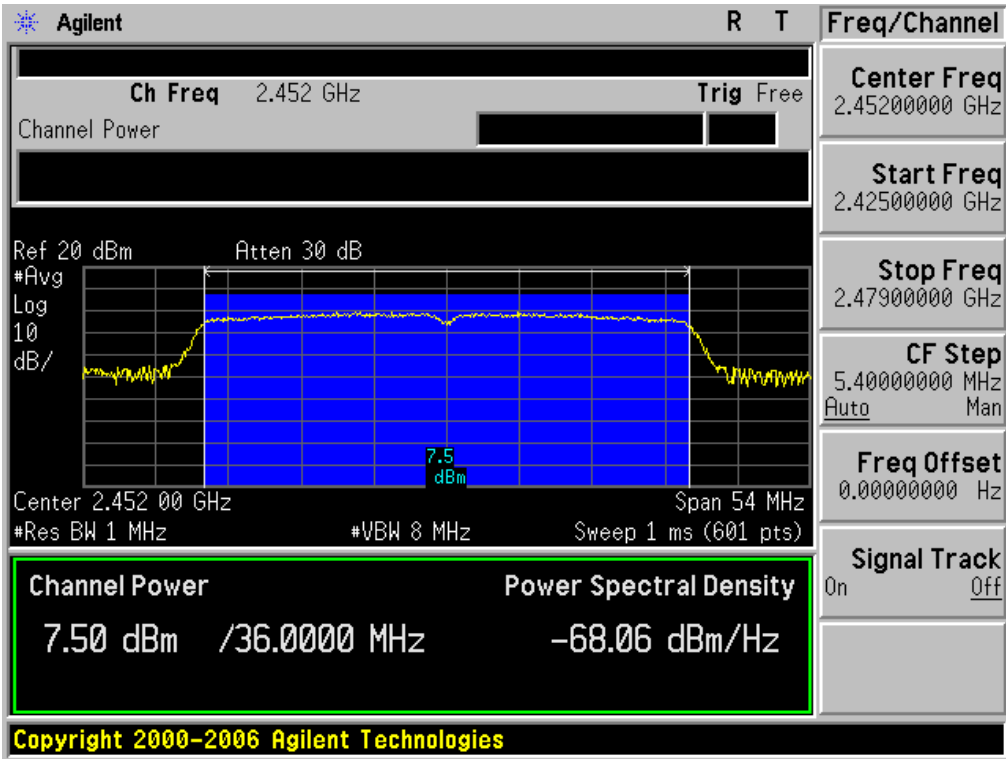 Agilent R T
Ch Freq 2.452 GHz Trig Free
Channel Power
Ref 20 dBm Atten 30 dB
#Avg
Log
10
dB/
7.5
dBm
Center 2.452 00 GHz Span 54 MHz
#Res BW 1 MHz #VBW 8 MHz Sweep 1 ms (601 pts)
Channel Power Power Spectral Density
7.50 dBm /36.0000 MHz -68.06 dBm/Hz
Copyright 2000-2006 Agilent Technologies
Freq/Channel
Center Freq
2.45200000 GHz
Start Freq
2.42500000 GHz
Stop Freq
2.47900000 GHz
CF Step
5.40000000 MHz
Auto Man
Freq Offset
0.00000000 Hz
Signal Track
On Off